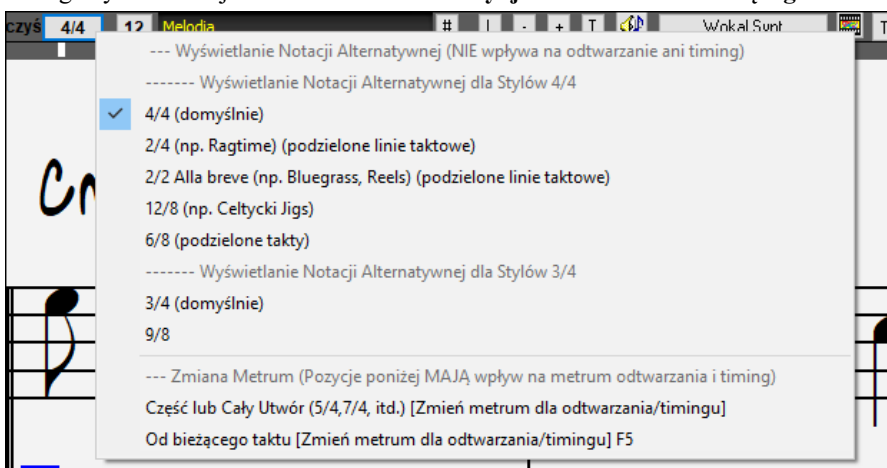 czyś 4/4 12 Melodia # - + T Wokal Synt T
--- Wyświetlanie Notacji Alternatywnej (NIE wpływa na odtwarzanie ani timing)
------- Wyświetlanie Notacji Alternatywnej dla Stylów 4/4
4/4 (domyślnie)
2/4 (np. Ragtime) (podzielone linie taktowe)
2/2 Alla breve (np. Bluegrass, Reels) (podzielone linie taktowe)
12/8 (np. Celtycki Jigs)
6/8 (podzielone takty)
------- Wyświetlanie Notacji Alternatywnej dla Stylów 3/4
3/4 (domyślnie)
9/8
--- Zmiana Metrum (Pozycje poniżej MAJĄ wpływ na metrum odtwarzania i timing)
Część lub Cały Utwór (5/4,7/4, itd.) [Zmień metrum dla odtwarzania/timingu]
Od bieżącego taktu [Zmień metrum dla odtwarzania/timingu] F5